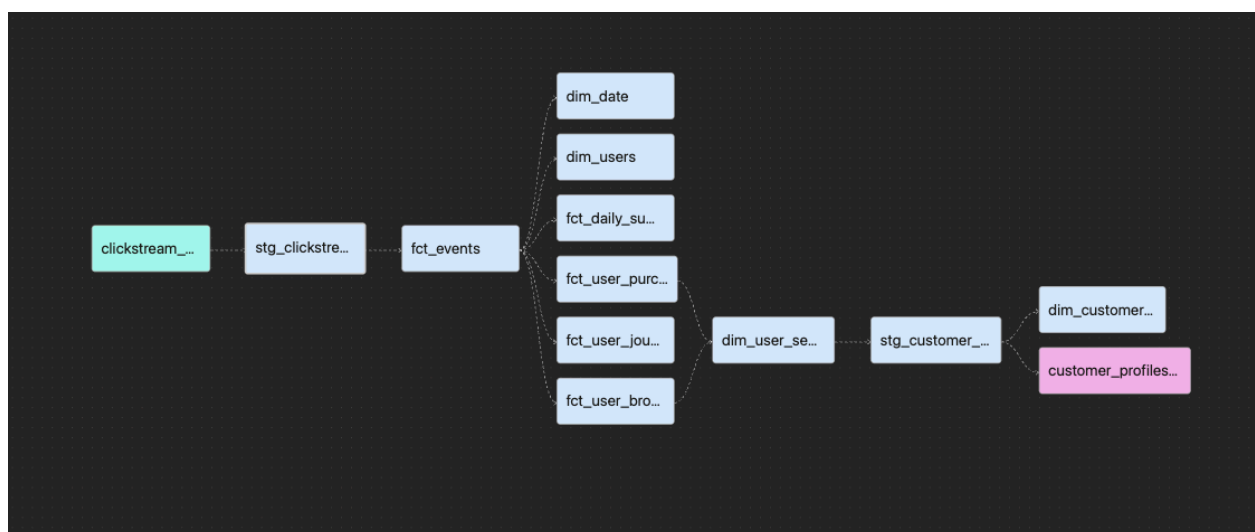 clickstream_...
stg_clickstre...
fct_events
dim_date
dim_users
fct_daily_su...
fct_user_purc...
fct_user_jou...
fct_user_bro...
dim_user_se...
stg_customer_...
dim_customer...
customer_profiles...